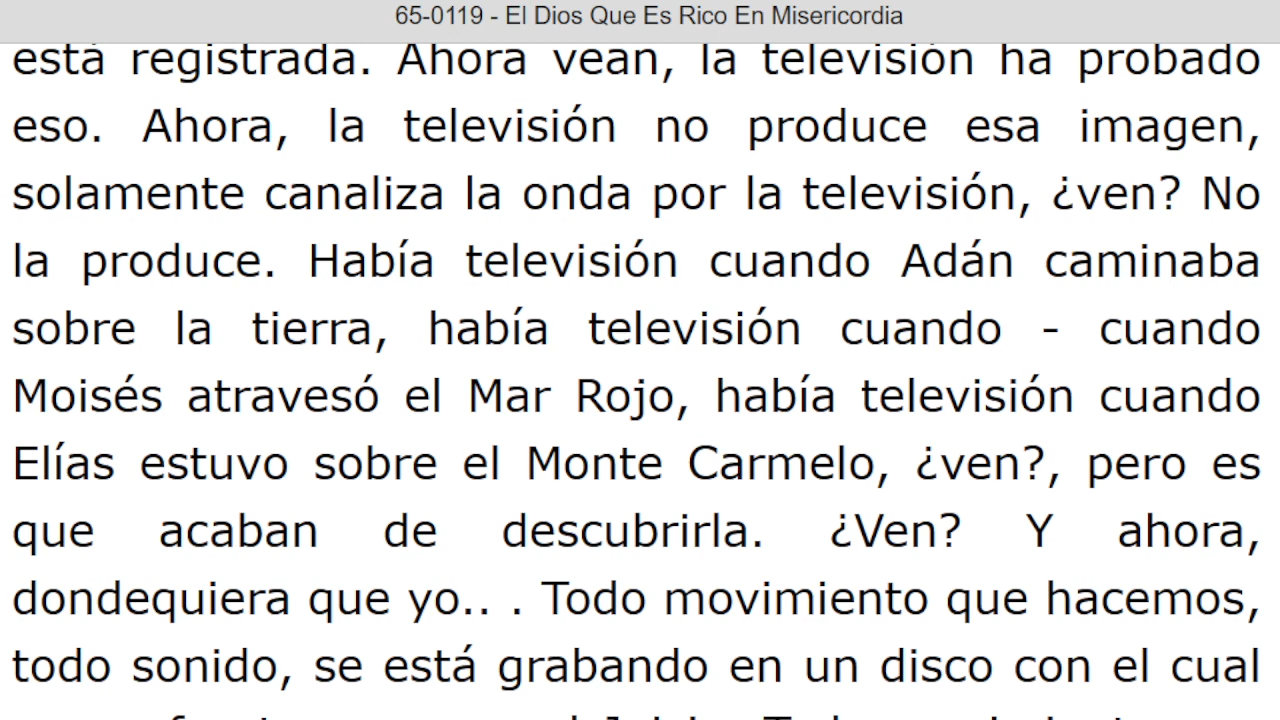 65-0119 - El Dios Que Es Rico En Misericordia
está registrada. Ahora vean, la televisión ha probado
eso. Ahora, la televisión no produce esa imagen,
solamente canaliza la onda por la televisión, ¿ven? No
la produce. Había televisión cuando Adán caminaba
sobre la tierra, había televisión cuando - cuando
Moisés atravesó el Mar Rojo, había televisión cuando
Elías estuvo sobre el Monte Carmelo, ¿ven?, pero es
que acaban de descubrirla. ¿Ven? Y ahora,
dondequiera que yo.. . Todo movimiento que hacemos,
todo sonido, se está grabando en un disco con el cual